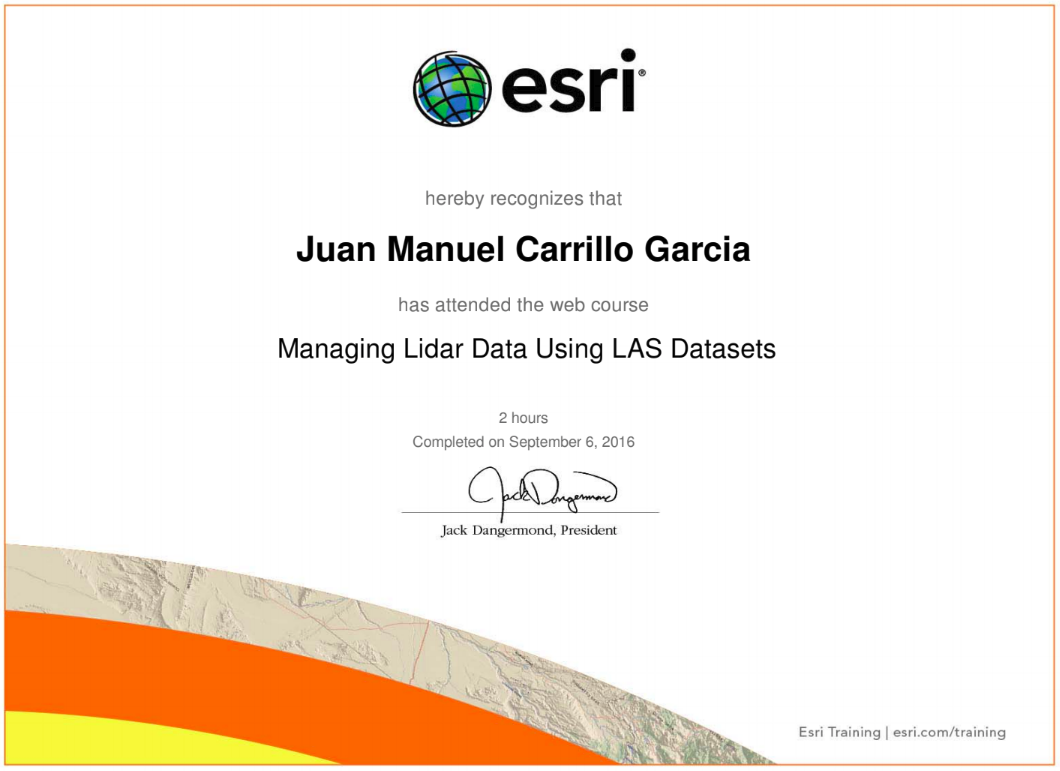 esri®
hereby recognizes that
Juan Manuel Carrillo Garcia
has attended the web course
Managing Lidar Data Using LAS Datasets
2 hours
Completed on September 6, 2016
Jack Dangermond
Jack Dangermond, President
Esri Training | esri.com/training